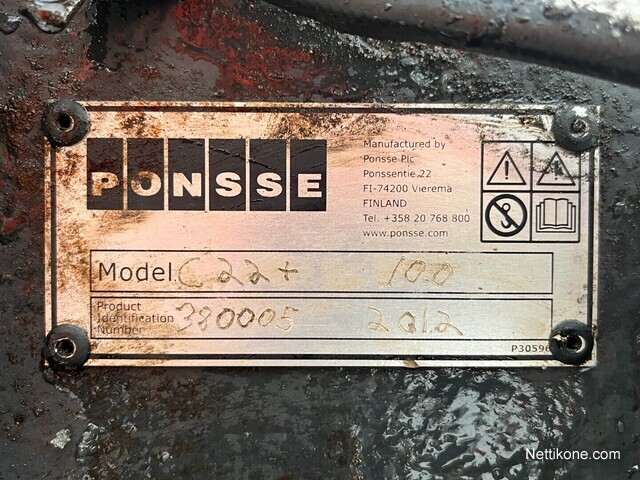 PONSSE
Manufactured by
Ponsse Plc
Ponssentie 22
FI-74200 Vieremä
FINLAND
Tel. +358 20 768 800
www.ponsse.com
Model C22+ 10.0
Product
Identification
Number 380005 2012
P30596
Nettikone.com